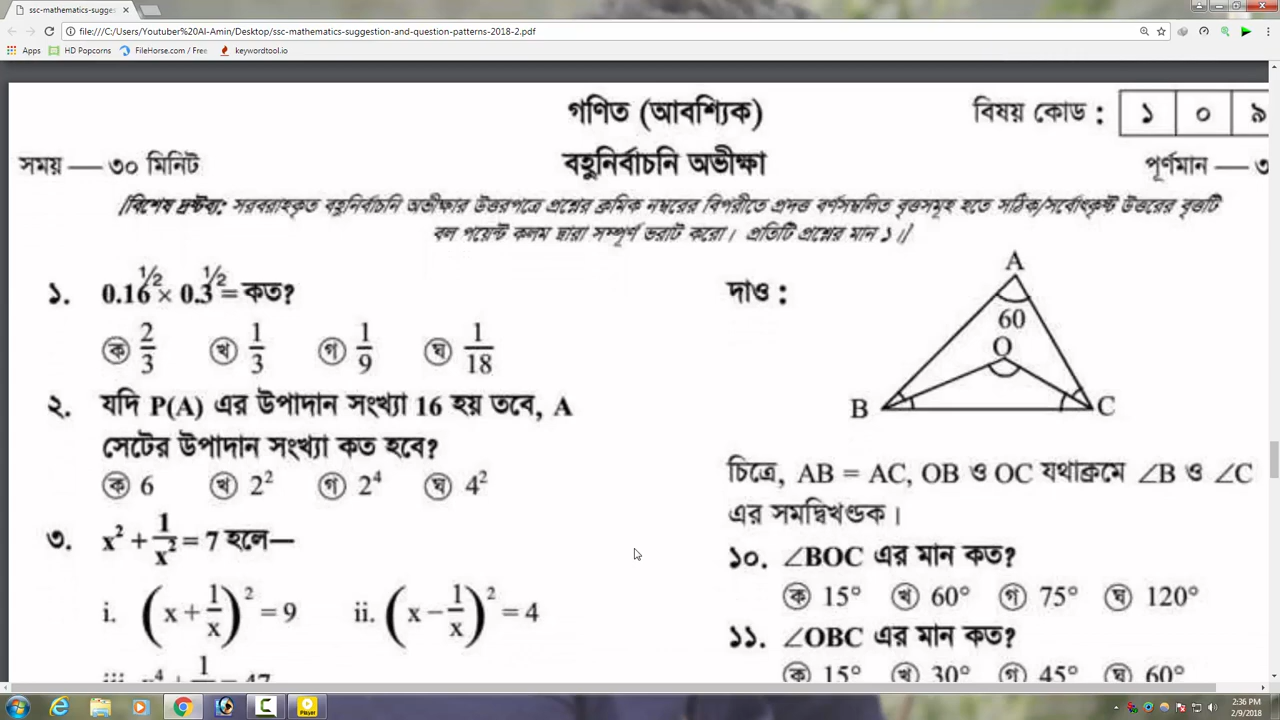 ssc-mathematics-sugges
file:///C:/Users/Youtuber%20Al-Amin/Desktop/ssc-mathematics-suggestion-and-question-patterns-2018-2.pdf
Apps HD Popcorns FileHorse.com / Free keywordtool.io
গণিত (আবশ্যিক)
বিষয় কোড : ১ ০ ৯
সময় — ৩০ মিনিট
বহুনির্বাচনি অভীক্ষা
পূর্ণমান —
[বিশেষ দ্রষ্টব্য: সরবরাহকৃত বহুনির্বাচনি অভীক্ষার উত্তরপত্রে প্রশ্নের ক্রমিক নম্বরের বিপরীতে প্রদত্ত বর্ণসম্বলিত বৃত্তসমূহ হতে সঠিক/সর্বোৎকৃষ্ট উত্তরের বৃত্তটি
বল পয়েন্ট কলম দ্বারা সম্পূর্ণ ভরাট করো। প্রতিটি প্রশ্নের মান ১।]
১. 0.16^1/2 × 0.3^1/2 = কত?
ক 2/3 খ 1/3 গ 1/9 ঘ 1/18
২. যদি P(A) এর উপাদান সংখ্যা 16 হয় তবে, A
সেটের উপাদান সংখ্যা কত হবে?
ক 6 খ 2² গ 2⁴ ঘ 4²
৩. x² + 1/x² = 7 হলে—
i. (x + 1/x)² = 9 ii. (x − 1/x)² = 4
দাও :
A
60
O
B C
চিত্রে, AB = AC, OB ও OC যথাক্রমে ∠B ও ∠C
এর সমদ্বিখণ্ডক।
১০. ∠BOC এর মান কত?
ক 15° খ 60° গ 75° ঘ 120°
১১. ∠OBC এর মান কত?
ক 15° খ 30° গ 45° ঘ 60°
2:36 PM
2/9/2018